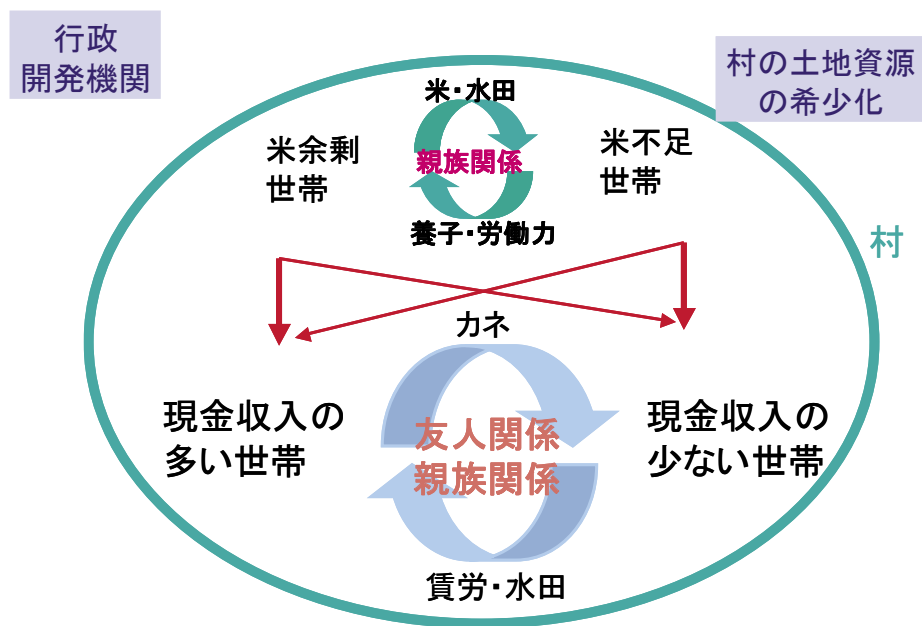 行政
開発機関
村の土地資源
の希少化
米・水田
米余剰
世帯
親族関係
米不足
世帯
養子・労働力
村
カネ
現金収入の
多い世帯
友人関係
親族関係
現金収入の
少ない世帯
賃労・水田